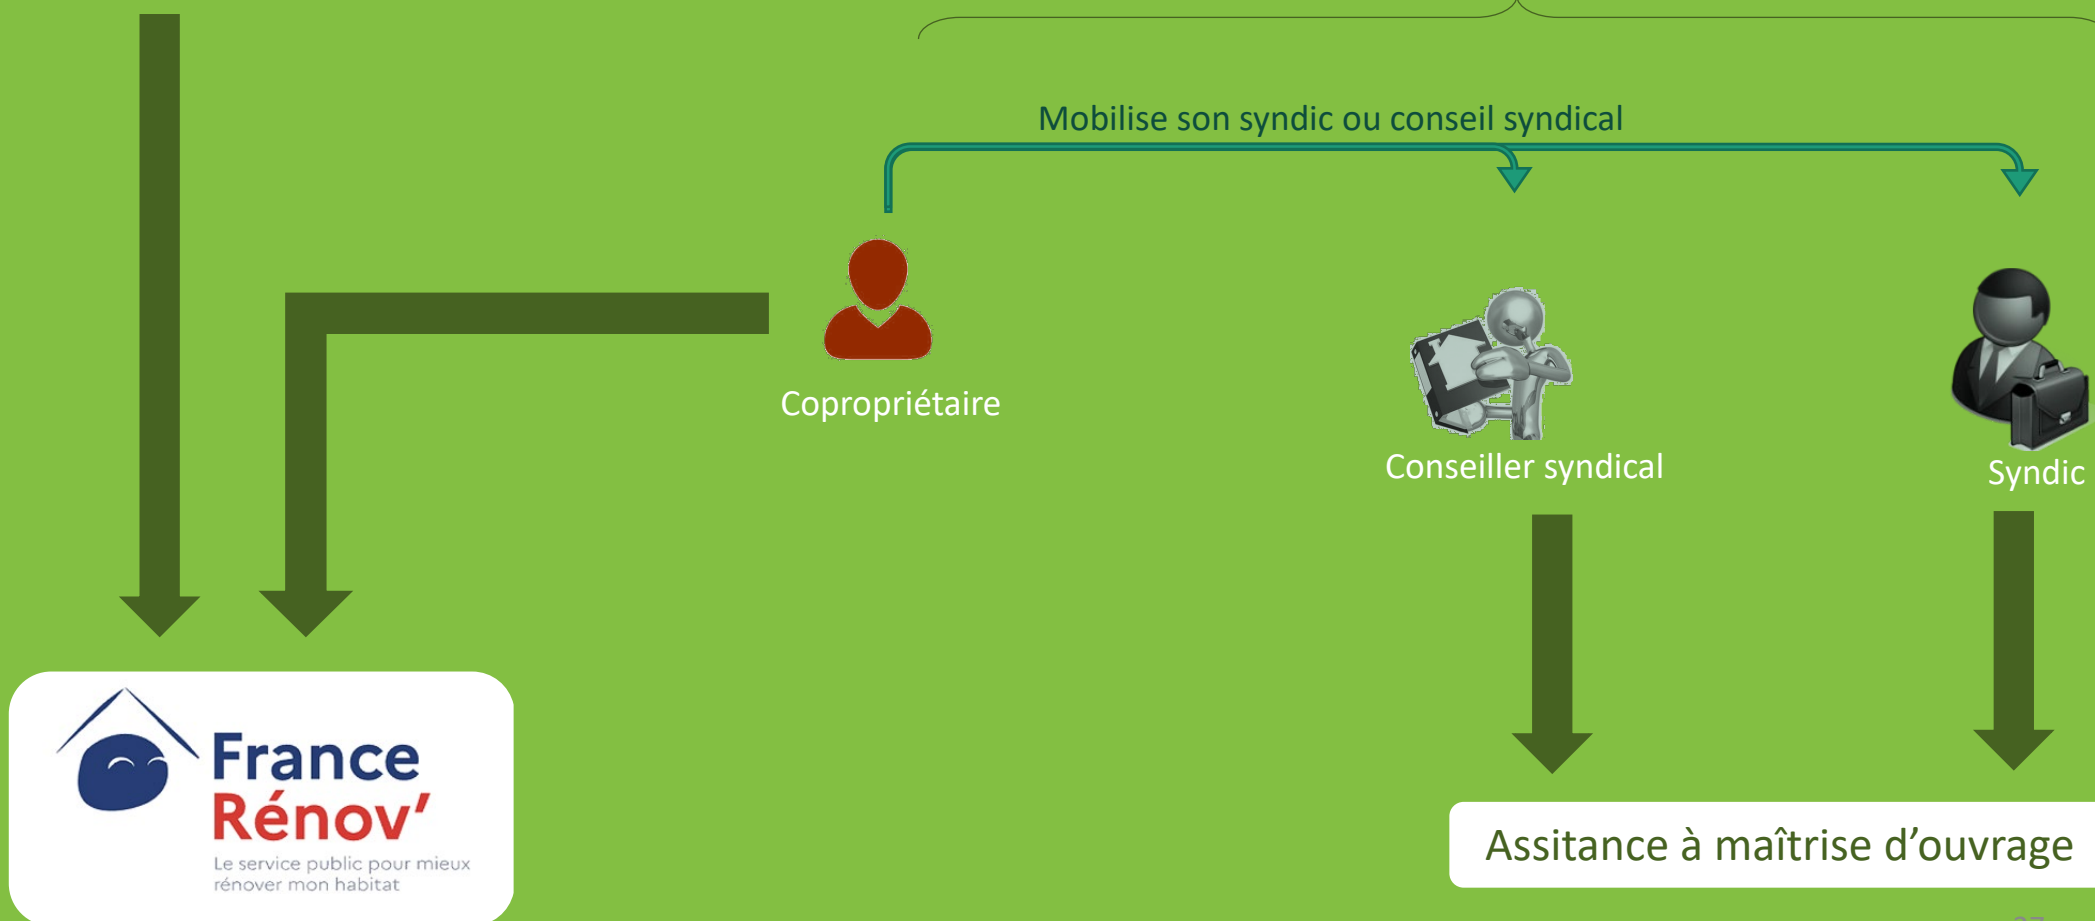 Mobilise son syndic ou conseil syndical
Copropriétaire
Conseiller syndical
Syndic
France
Rénov'
Le service public pour mieux
rénover mon habitat
Assitance à maîtrise d'ouvrage